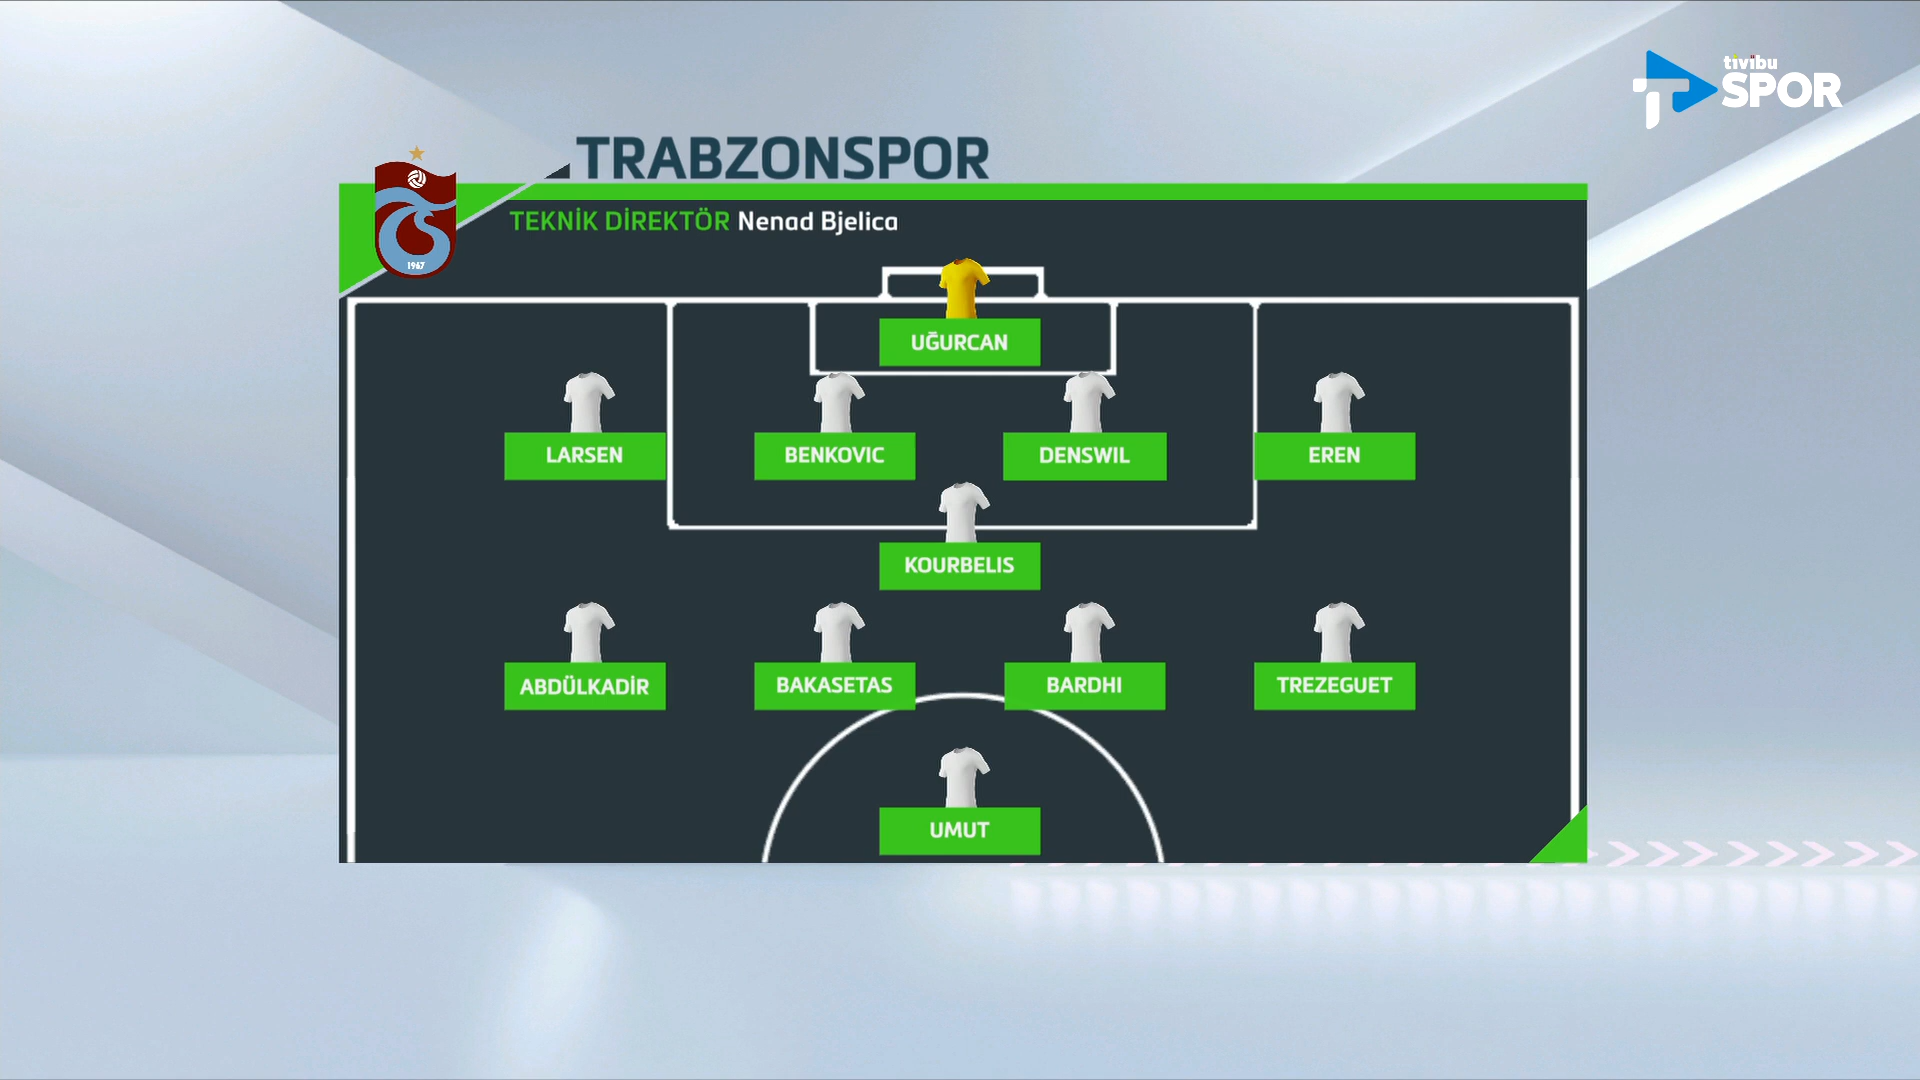 tivibu
SPOR
TRABZONSPOR
TEKNİK DİREKTÖR Nenad Bjelica
1967
UĞURCAN
LARSEN
BENKOVIC
DENSWIL
EREN
KOURBELIS
ABDÜLKADİR
BAKASETAS
BARDHI
TREZEGUET
UMUT